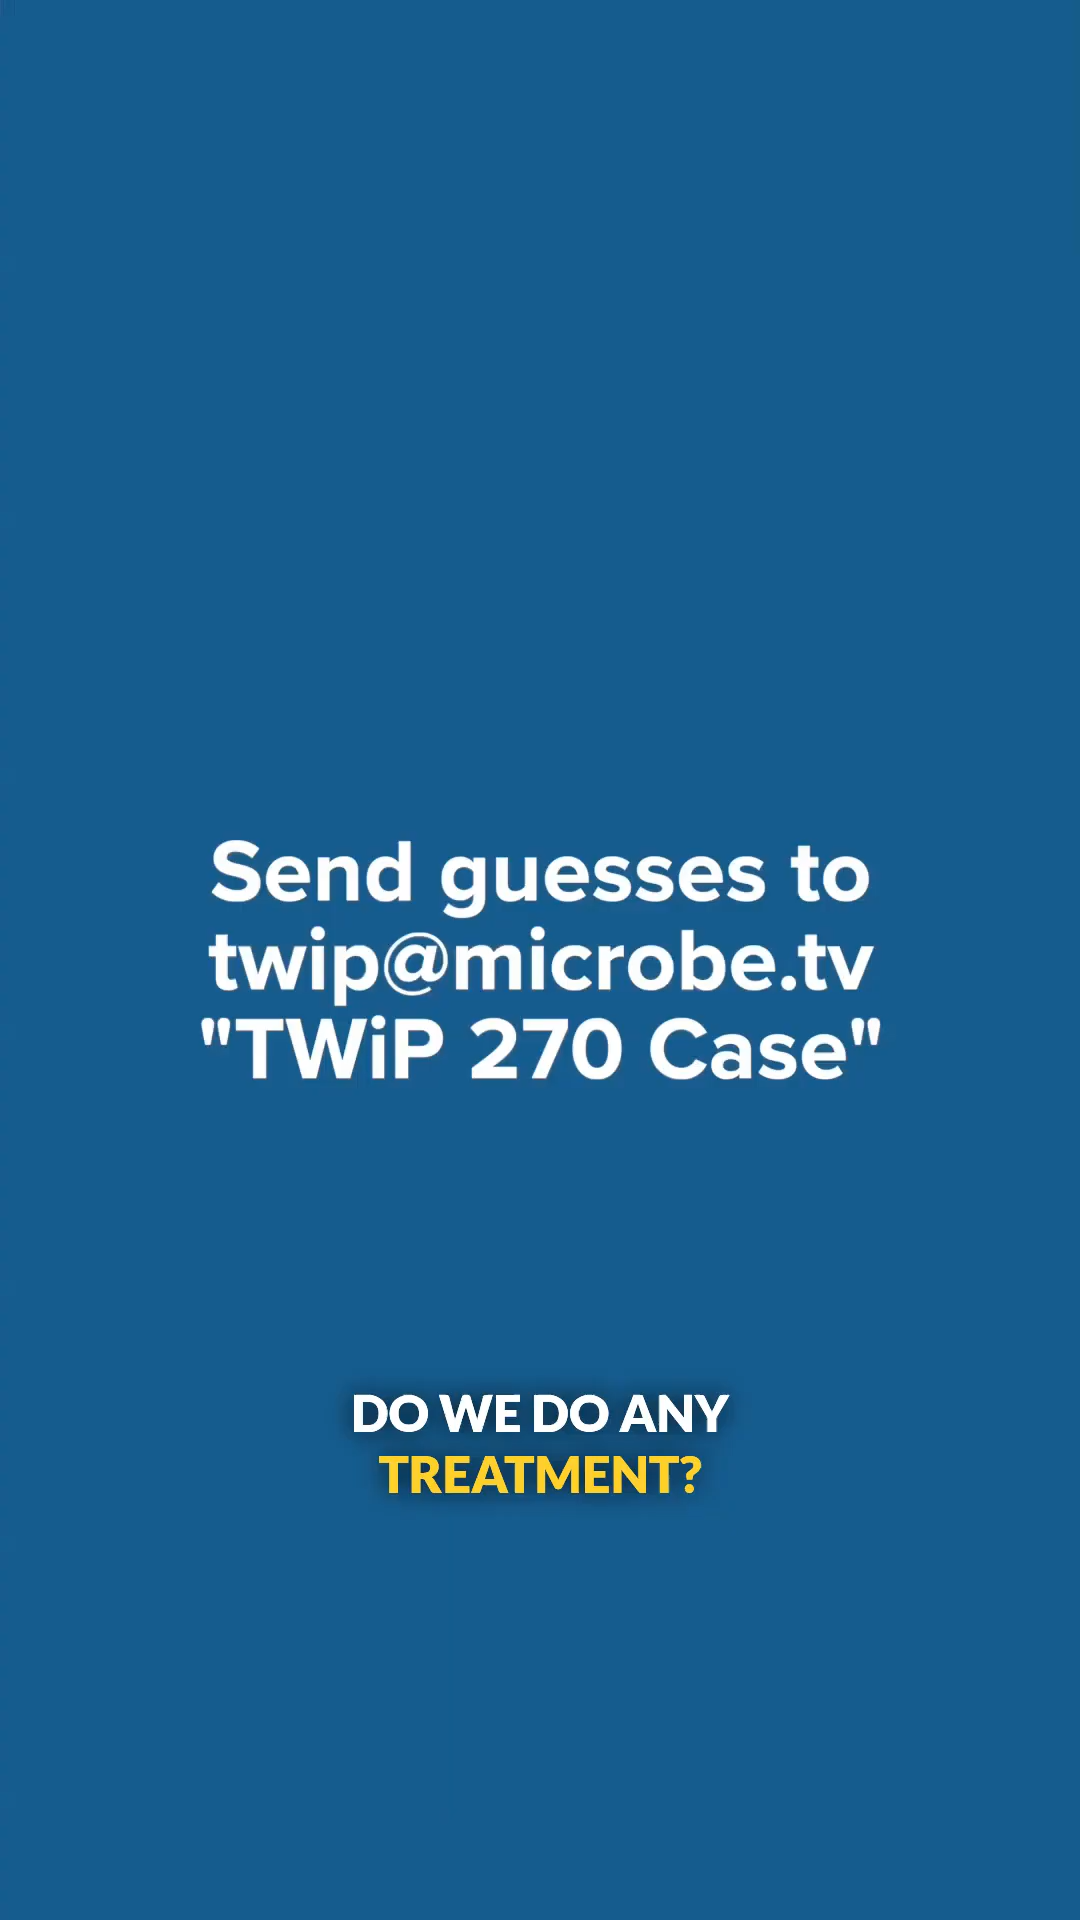 Send guesses to
twip@microbe.tv
"TWiP 270 Case"
DO WE DO ANY
TREATMENT?